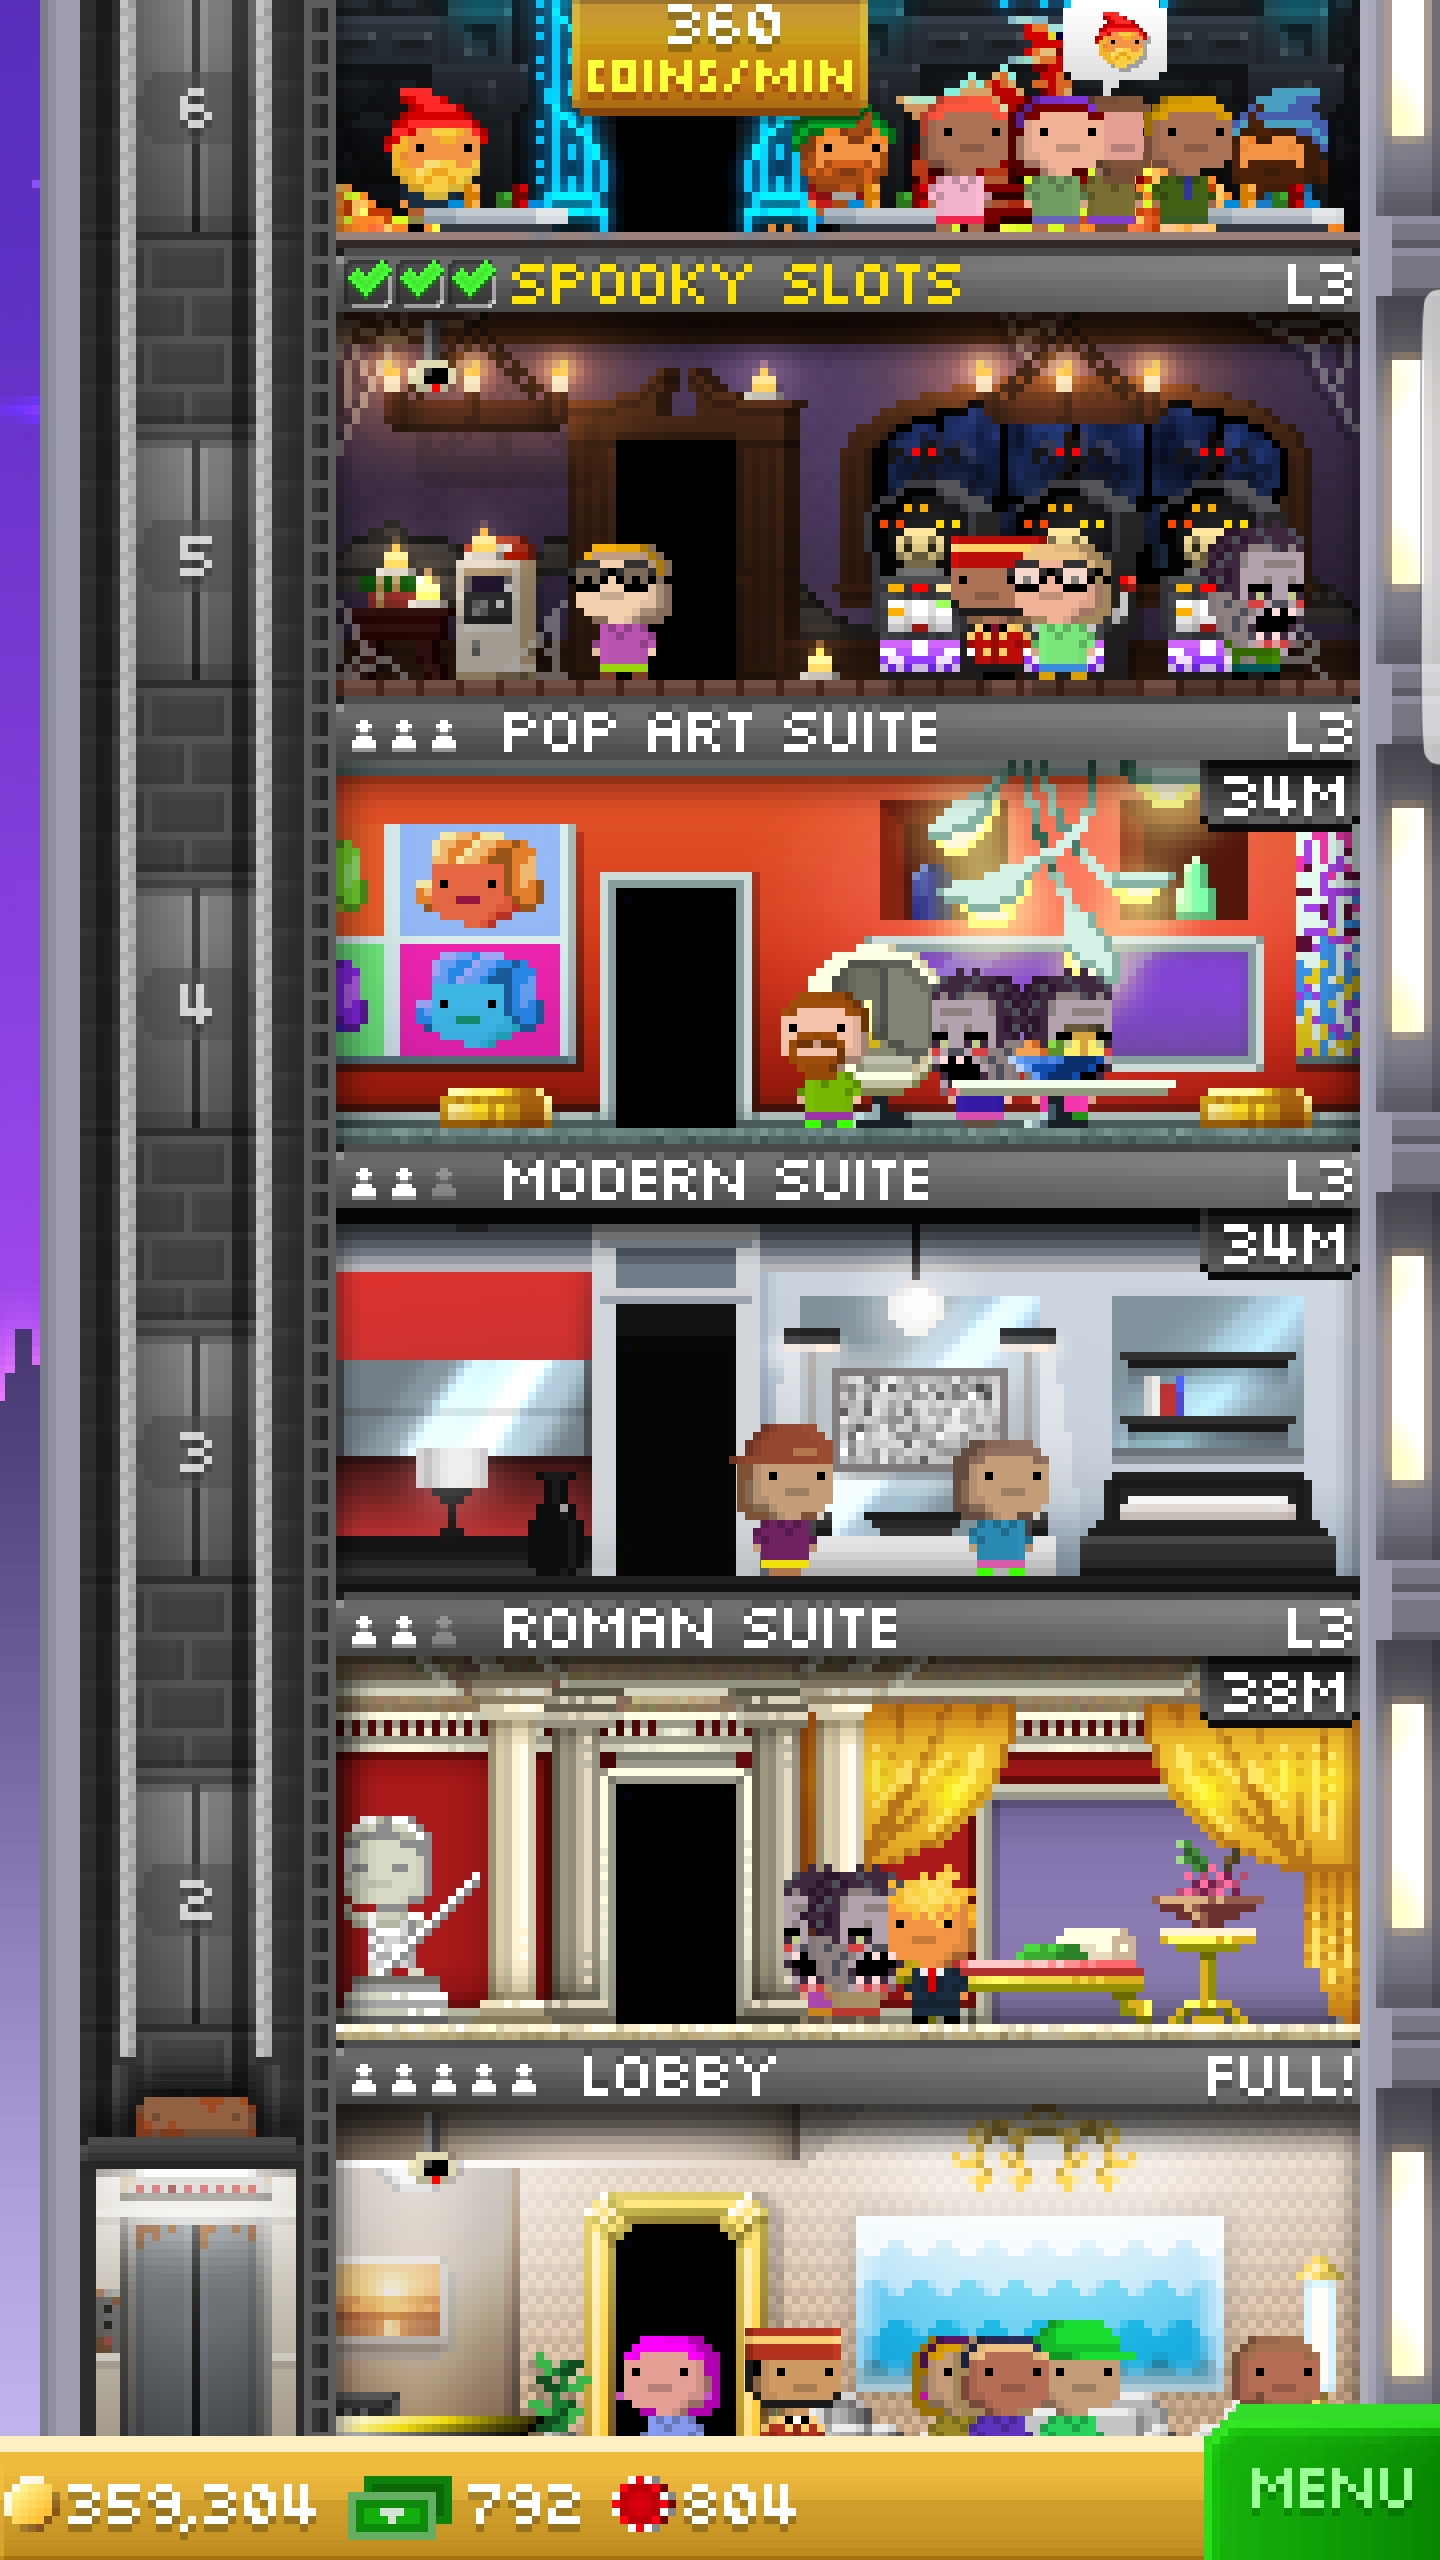 360
COINS/MIN
6
SPOOKY SLOTS L3
5
POP ART SUITE L3
34M
4
MODERN SUITE L3
34M
3
ROMAN SUITE L3
38M
2
LOBBY FULL!
359,304 792 804 MENU